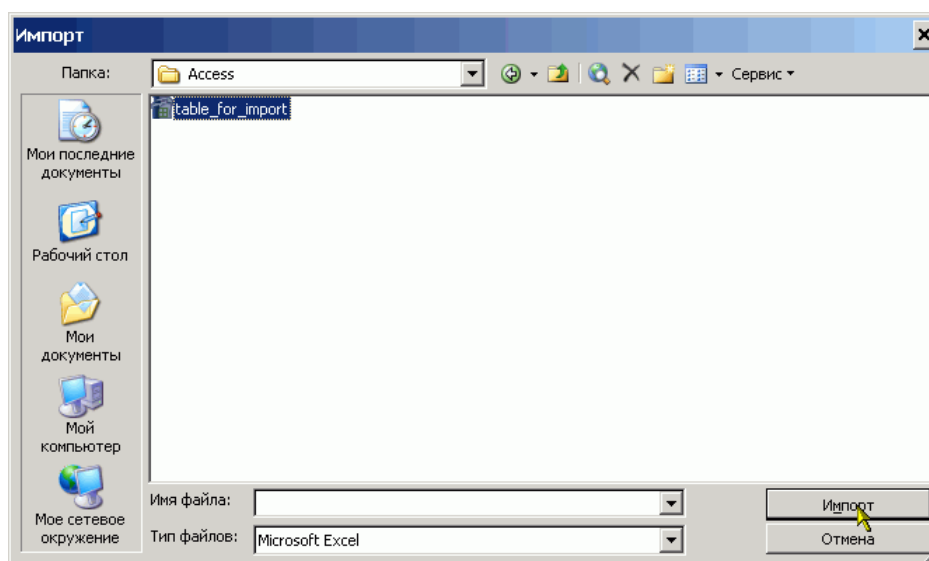 Импорт
Папка:
Access
Сервис
table_for_import
Мои последние
документы
Рабочий стол
Мои
документы
Мой
компьютер
Мое сетевое
окружение
Имя файла:
Импорт
Тип файлов:
Microsoft Excel
Отмена